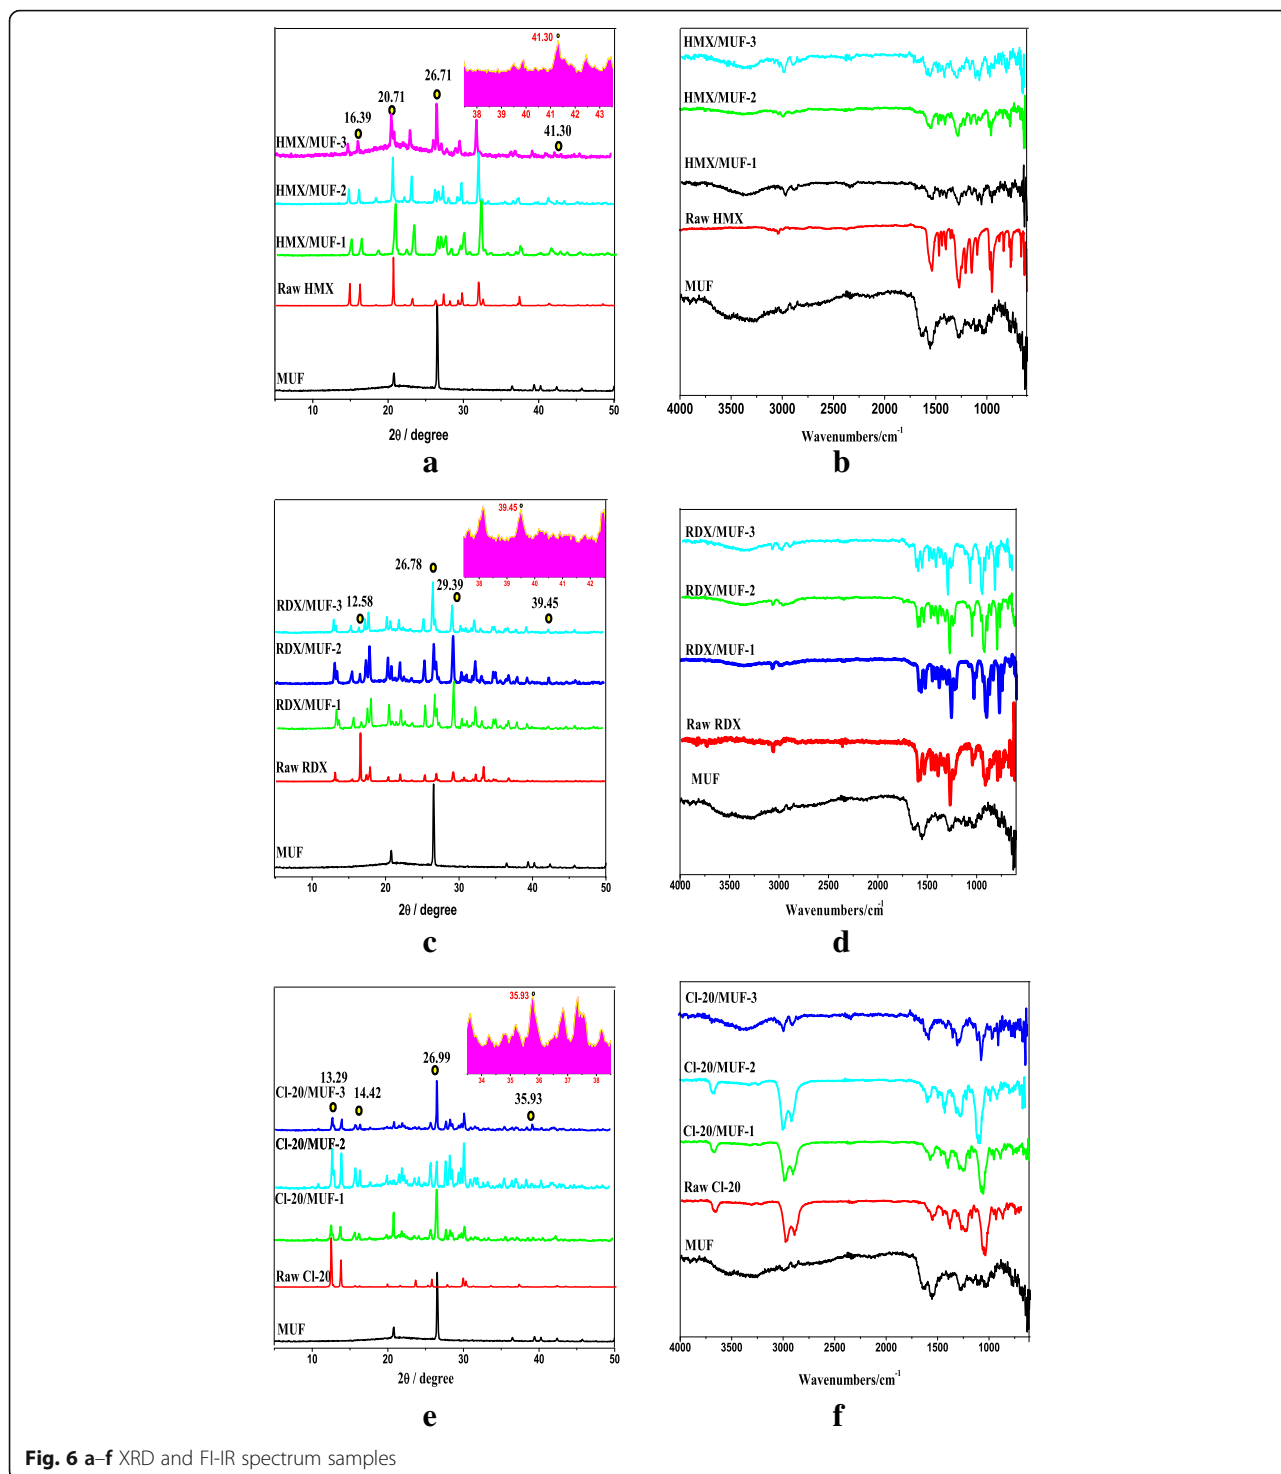 41.30
38 39 40 41 42 43
26.71
20.71
16.39
41.30
HMX/MUF-3
HMX/MUF-2
HMX/MUF-1
Raw HMX
MUF
10 20 30 40 50
2θ / degree
a
HMX/MUF-3
HMX/MUF-2
HMX/MUF-1
Raw HMX
MUF
4000 3500 3000 2500 2000 1500 1000
Wavenumbers/cm-1
b
39.45
38 39 40 41 42
26.78
29.39
12.58
39.45
RDX/MUF-3
RDX/MUF-2
RDX/MUF-1
Raw RDX
MUF
10 20 30 40 50
2θ / degree
c
RDX/MUF-3
RDX/MUF-2
RDX/MUF-1
Raw RDX
MUF
4000 3500 3000 2500 2000 1500 1000
Wavenumbers/cm-1
d
35.93
34 35 36 37 38
26.99
13.29
14.42
35.93
Cl-20/MUF-3
Cl-20/MUF-2
Cl-20/MUF-1
Raw Cl-20
MUF
10 20 30 40 50
2θ / degree
e
Cl-20/MUF-3
Cl-20/MUF-2
Cl-20/MUF-1
Raw Cl-20
MUF
4000 3500 3000 2500 2000 1500 1000
Wavenumbers/cm-1
f
Fig. 6 a–f XRD and FI-IR spectrum samples